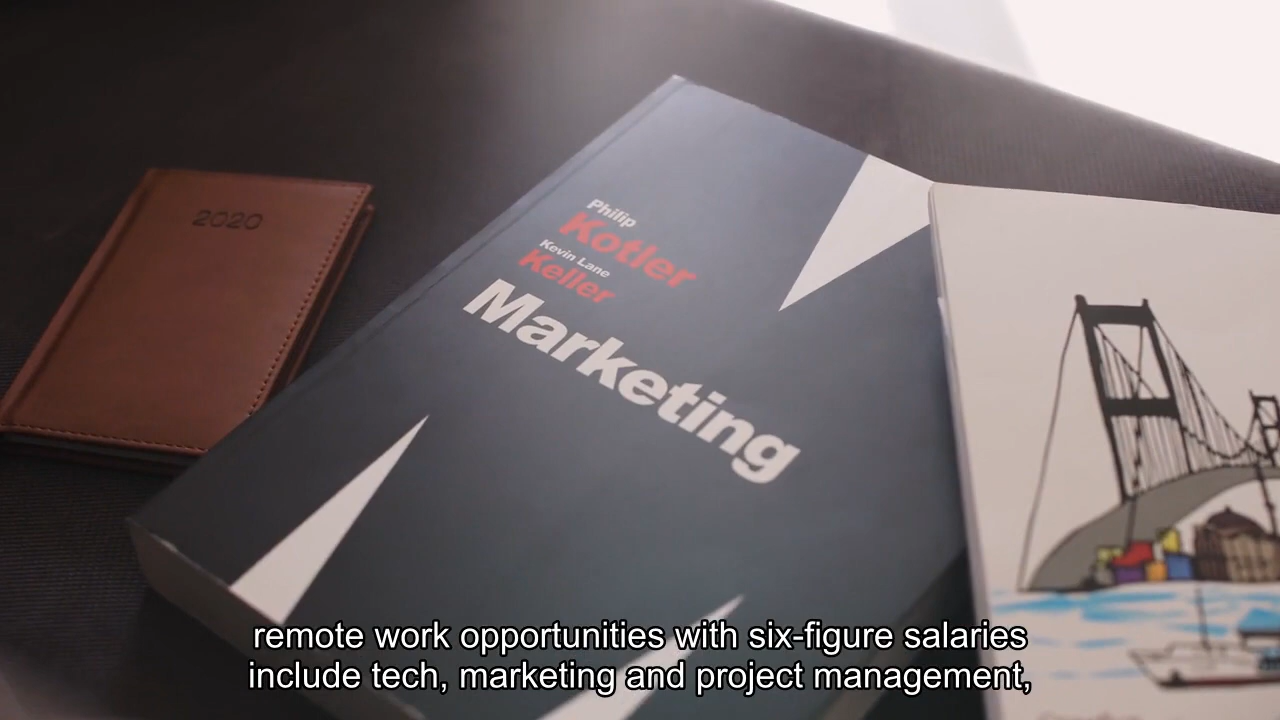 2020
Philip
Kotler
Kevin Lane
Keller
Marketing
remote work opportunities with six-figure salaries
include tech, marketing and project management,